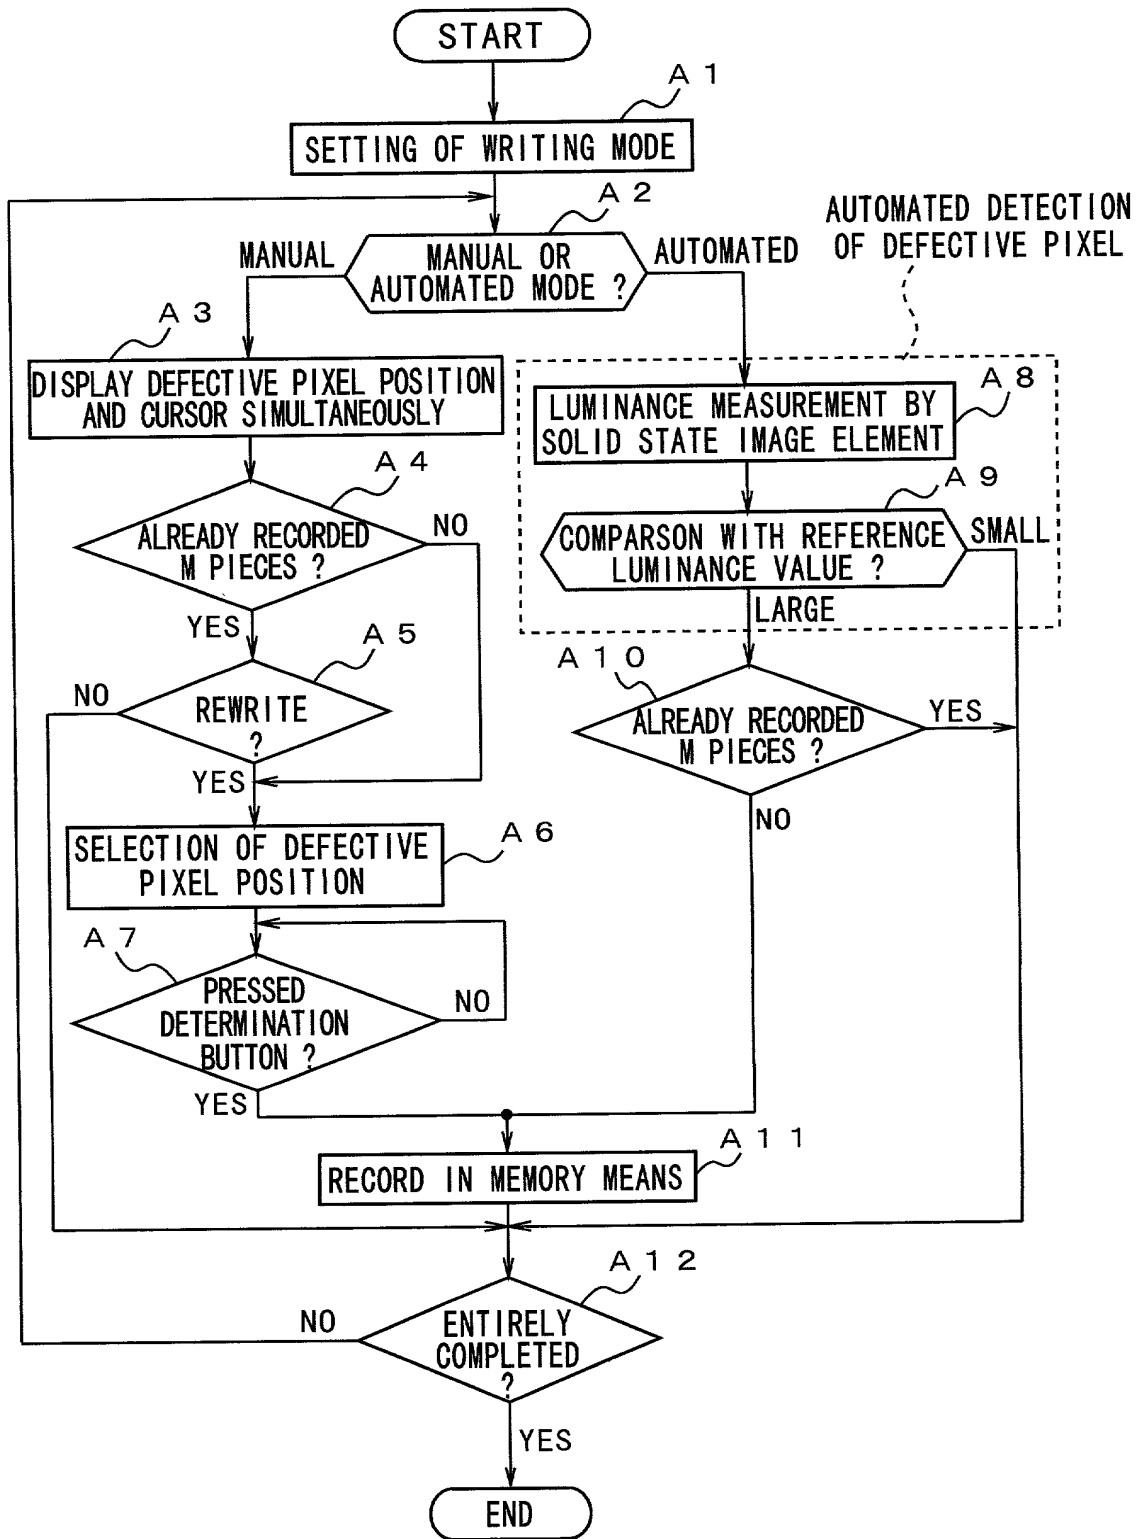 START
A 1
SETTING OF WRITING MODE
A 2
MANUAL
MANUAL OR
AUTOMATED MODE ?
AUTOMATED
AUTOMATED DETECTION
OF DEFECTIVE PIXEL
A 3
DISPLAY DEFECTIVE PIXEL POSITION
AND CURSOR SIMULTANEOUSLY
A 8
LUMINANCE MEASUREMENT BY
SOLID STATE IMAGE ELEMENT
A 4
ALREADY RECORDED
M PIECES ?
NO
YES
A 9
COMPARISON WITH REFERENCE
LUMINANCE VALUE ?
SMALL
LARGE
A 5
NO
REWRITE
?
YES
A 1 0
ALREADY RECORDED
M PIECES ?
YES
NO
A 6
SELECTION OF DEFECTIVE
PIXEL POSITION
A 7
PRESSED
DETERMINATION
BUTTON ?
NO
YES
A 1 1
RECORD IN MEMORY MEANS
A 1 2
NO
ENTIRELY
COMPLETED
?
YES
END